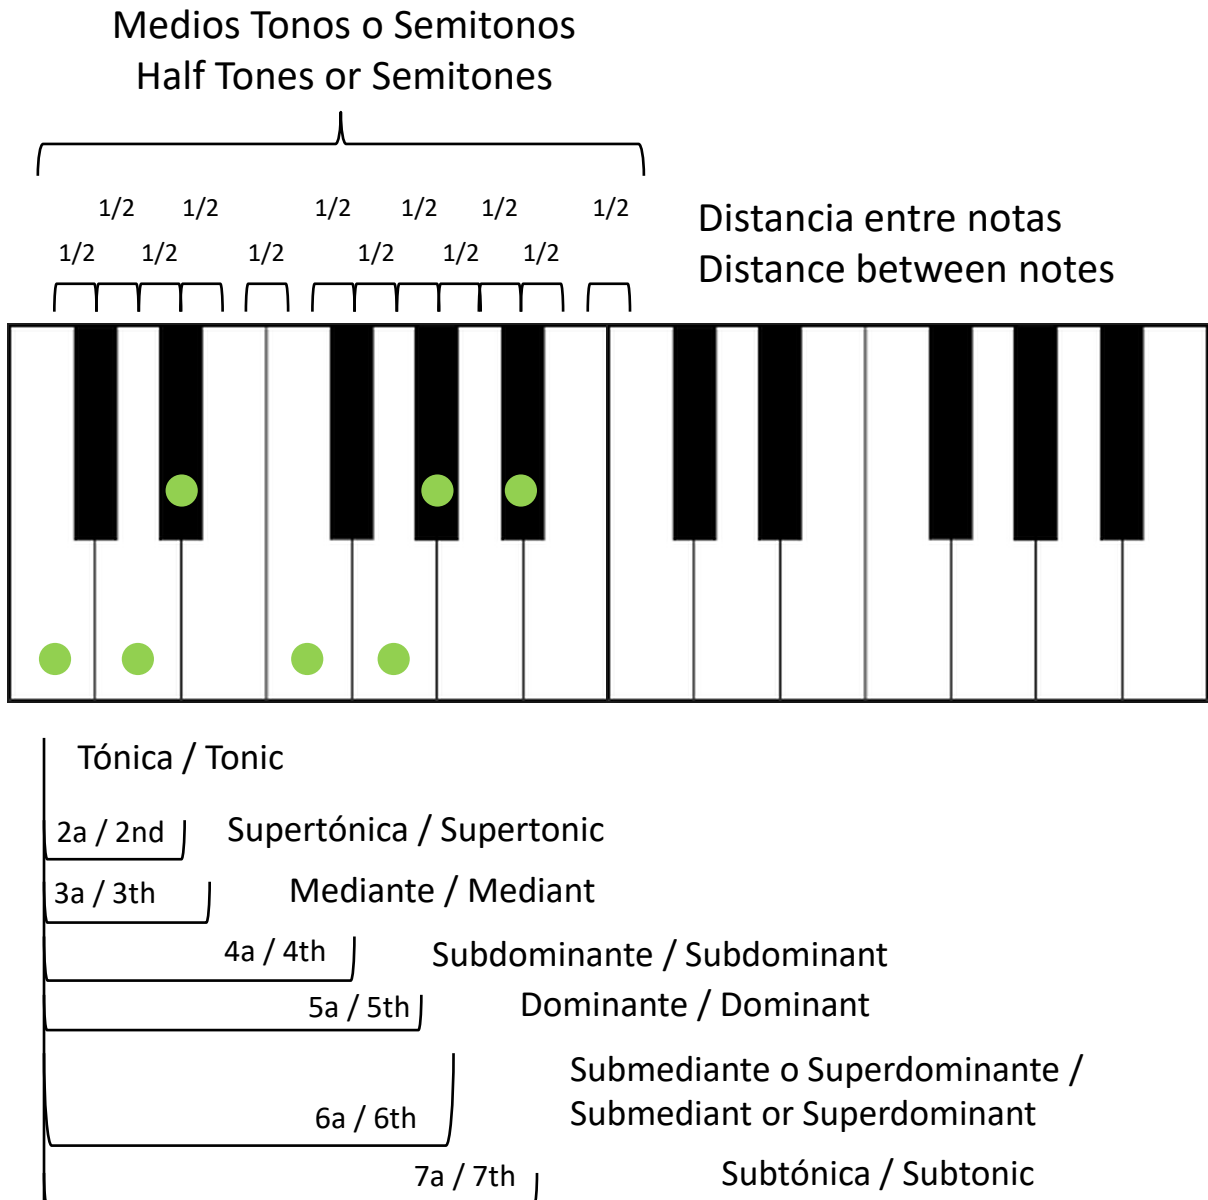 Medios Tonos o Semitonos
Half Tones or Semitones
1/2 1/2 1/2 1/2 1/2 1/2
1/2 1/2 1/2 1/2 1/2 1/2
Distancia entre notas
Distance between notes
Tónica / Tonic
2a / 2nd Supertónica / Supertonic
3a / 3th Mediante / Mediant
4a / 4th Subdominante / Subdominant
5a / 5th Dominante / Dominant
Submediante o Superdominante /
6a / 6th Submediant or Superdominant
7a / 7th Subtónica / Subtonic